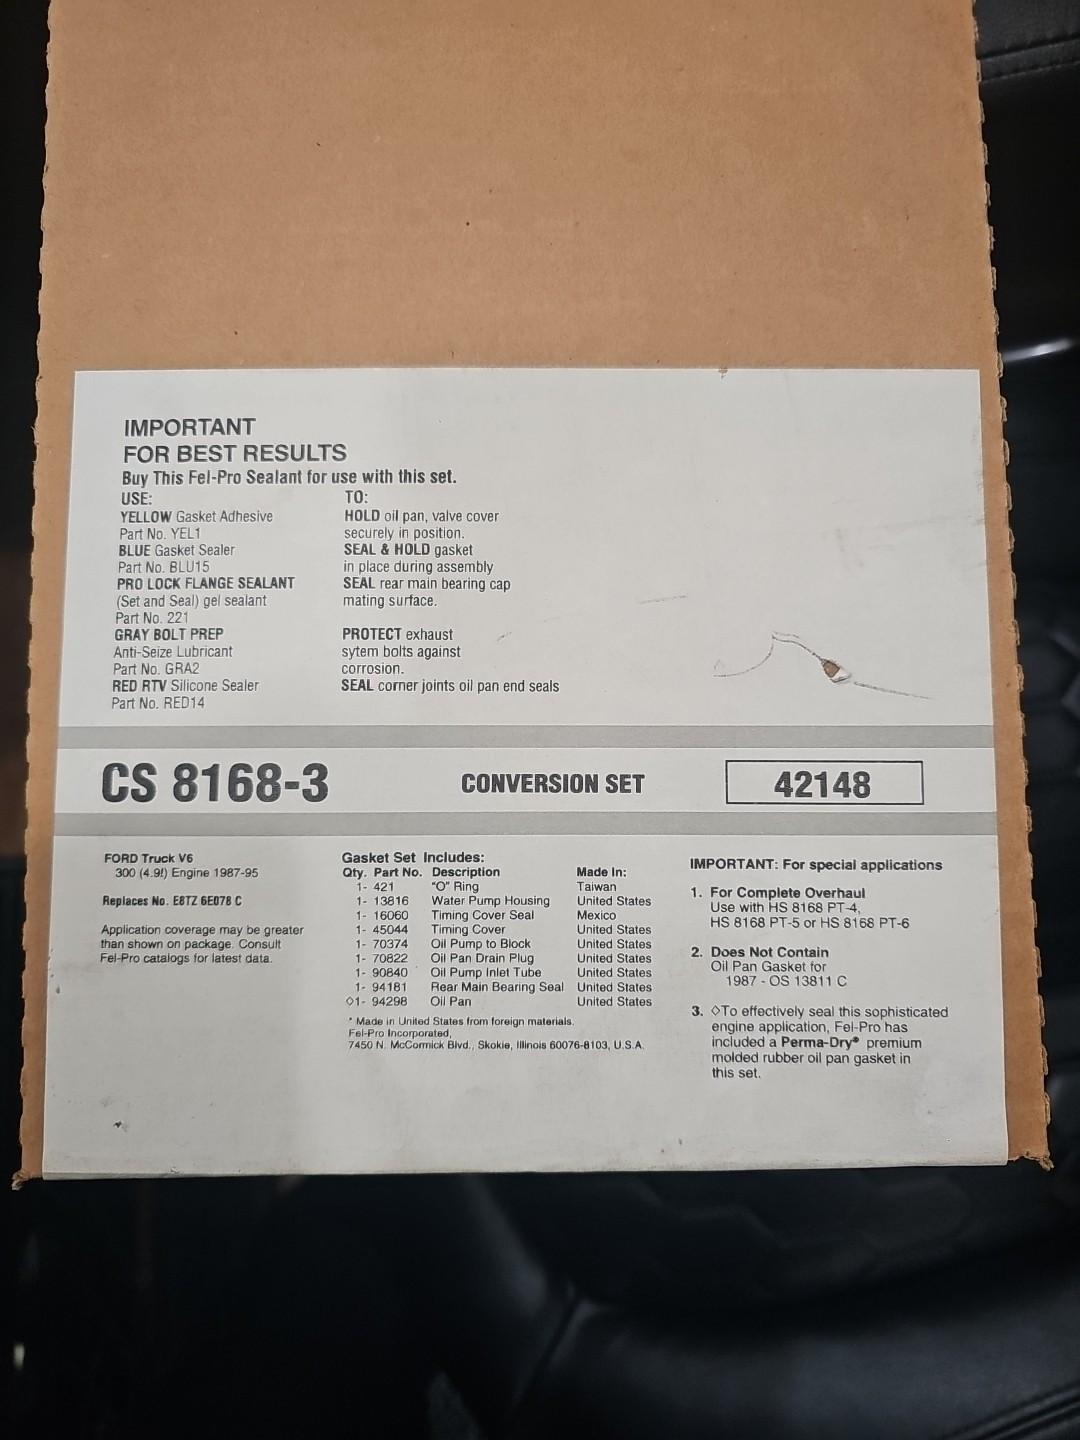 IMPORTANT
FOR BEST RESULTS
Buy This Fel-Pro Sealant for use with this set.
USE: TO:
YELLOW Gasket Adhesive HOLD oil pan, valve cover
Part No. YEL1 securely in position.
BLUE Gasket Sealer SEAL & HOLD gasket
Part No. BLU15 in place during assembly
PRO LOCK FLANGE SEALANT SEAL rear main bearing cap
(Set and Seal) gel sealant mating surface.
Part No. 221
GRAY BOLT PREP PROTECT exhaust
Anti-Seize Lubricant sytem bolts against
Part No. GRA2 corrosion.
RED RTV Silicone Sealer SEAL corner joints oil pan end seals
Part No. RED14
CS 8168-3 CONVERSION SET 42148
FORD Truck V6
300 (4.9l) Engine 1987-95
Replaces No. E8TZ 6E078 C
Application coverage may be greater
than shown on package. Consult
Fel-Pro catalogs for latest data.
Gasket Set Includes:
Qty. Part No. Description Made In:
1- 421 "O" Ring Taiwan
1- 13816 Water Pump Housing United States
1- 16060 Timing Cover Seal Mexico
1- 45044 Timing Cover United States
1- 70374 Oil Pump to Block United States
1- 70822 Oil Pan Drain Plug United States
1- 90840 Oil Pump Inlet Tube United States
1- 94181 Rear Main Bearing Seal United States
◇1- 94298 Oil Pan United States
* Made in United States from foreign materials.
Fel-Pro Incorporated,
7450 N. McCormick Blvd., Skokie, Illinois 60076-8103, U.S.A.
IMPORTANT: For special applications
1. For Complete Overhaul
Use with HS 8168 PT-4,
HS 8168 PT-5 or HS 8168 PT-6
2. Does Not Contain
Oil Pan Gasket for
1987 - OS 13811 C
3. ◇To effectively seal this sophisticated
engine application, Fel-Pro has
included a Perma-Dry® premium
molded rubber oil pan gasket in
this set.